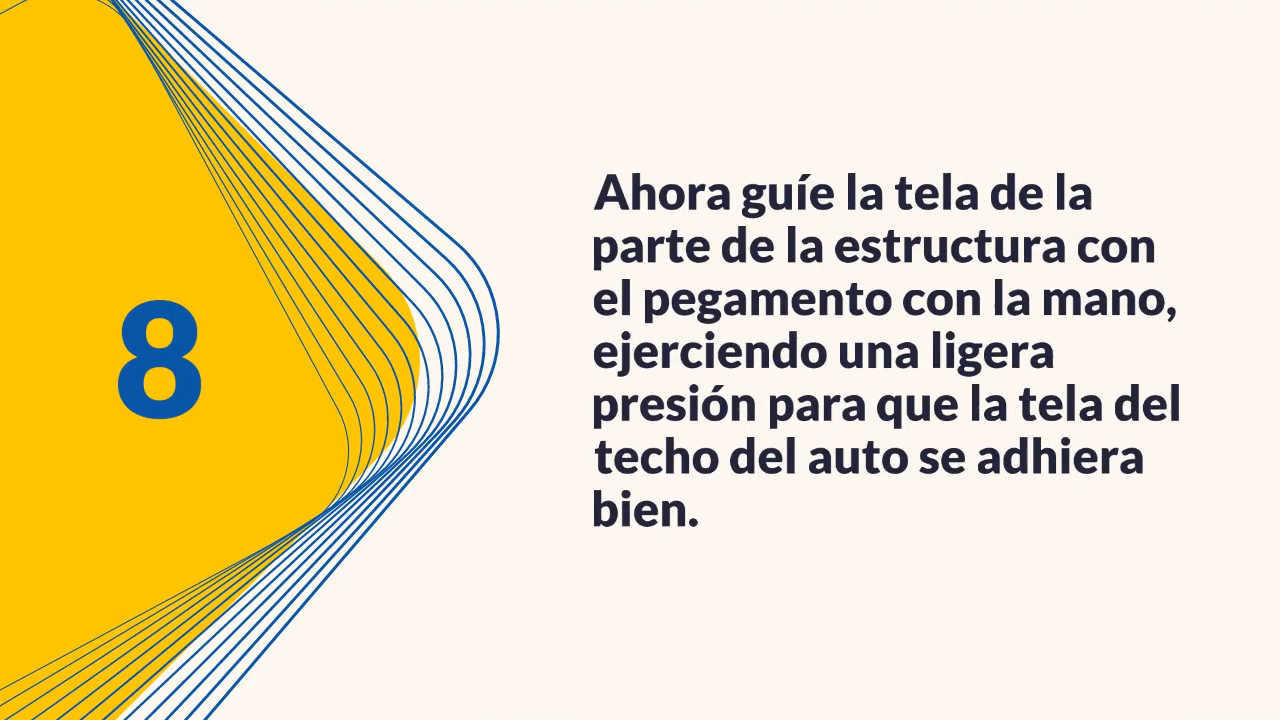 8
Ahora guíe la tela de la
parte de la estructura con
el pegamento con la mano,
ejerciendo una ligera
presión para que la tela del
techo del auto se adhiera
bien.